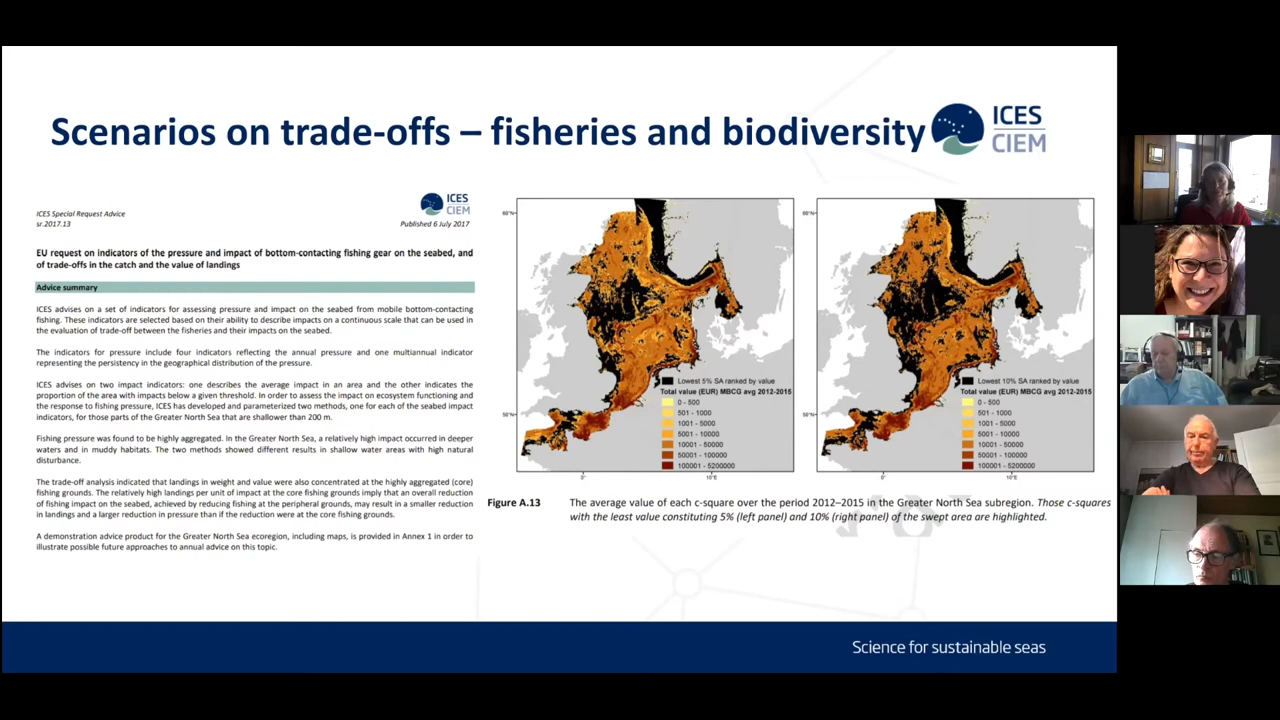 Scenarios on trade-offs – fisheries and biodiversity
ICES
CIEM
ICES Special Request Advice
sr.2017.13
ICES
CIEM
Published 6 July 2017
EU request on indicators of the pressure and impact of bottom-contacting fishing gear on the seabed, and
of trade-offs in the catch and the value of landings
Advice summary
ICES advises on a set of indicators for assessing pressure and impact on the seabed from mobile bottom-contacting
fishing. These indicators are selected based on their ability to describe impacts on a continuous scale that can be used in
the evaluation of trade-off between the fisheries and their impacts on the seabed.
The indicators for pressure include four indicators reflecting the annual pressure and one multiannual indicator
representing the persistency in the geographical distribution of the pressure.
ICES advises on two impact indicators: one describes the average impact in an area and the other indicates the
proportion of the area with impacts below a given threshold. In order to assess the impact on ecosystem functioning and
the response to fishing pressure, ICES has developed and parameterized two methods, one for each of the seabed impact
indicators, for those parts of the Greater North Sea that are shallower than 200 m.
Fishing pressure was found to be highly aggregated. In the Greater North Sea, a relatively high impact occurred in deeper
waters and in muddy habitats. The two methods showed different results in shallow water areas with high natural
disturbance.
The trade-off analysis indicated that landings in weight and value were also concentrated at the highly aggregated (core)
fishing grounds. The relatively high landings per unit of impact at the core fishing grounds imply that an overall reduction
of fishing impact on the seabed, achieved by reducing fishing at the peripheral grounds, may result in a smaller reduction
in landings and a larger reduction in pressure than if the reduction were at the core fishing grounds.
A demonstration advice product for the Greater North Sea ecoregion, including maps, is provided in Annex 1 in order to
illustrate possible future approaches to annual advice on this topic.
60°N
50°N
0°
10°E
Lowest 5% SA ranked by value
Total value (EUR) MBCG avg 2012-2015
0 - 500
501 - 1000
1001 - 5000
5001 - 10000
10001 - 50000
50001 - 100000
100001 - 5200000
60°N
50°N
0°
10°E
Lowest 10% SA ranked by value
Total value (EUR) MBCG avg 2012-2015
0 - 500
501 - 1000
1001 - 5000
5001 - 10000
10001 - 50000
50001 - 100000
100001 - 5200000
Figure A.13 The average value of each c-square over the period 2012–2015 in the Greater North Sea subregion. Those c-squares
with the least value constituting 5% (left panel) and 10% (right panel) of the swept area are highlighted.
Science for sustainable seas